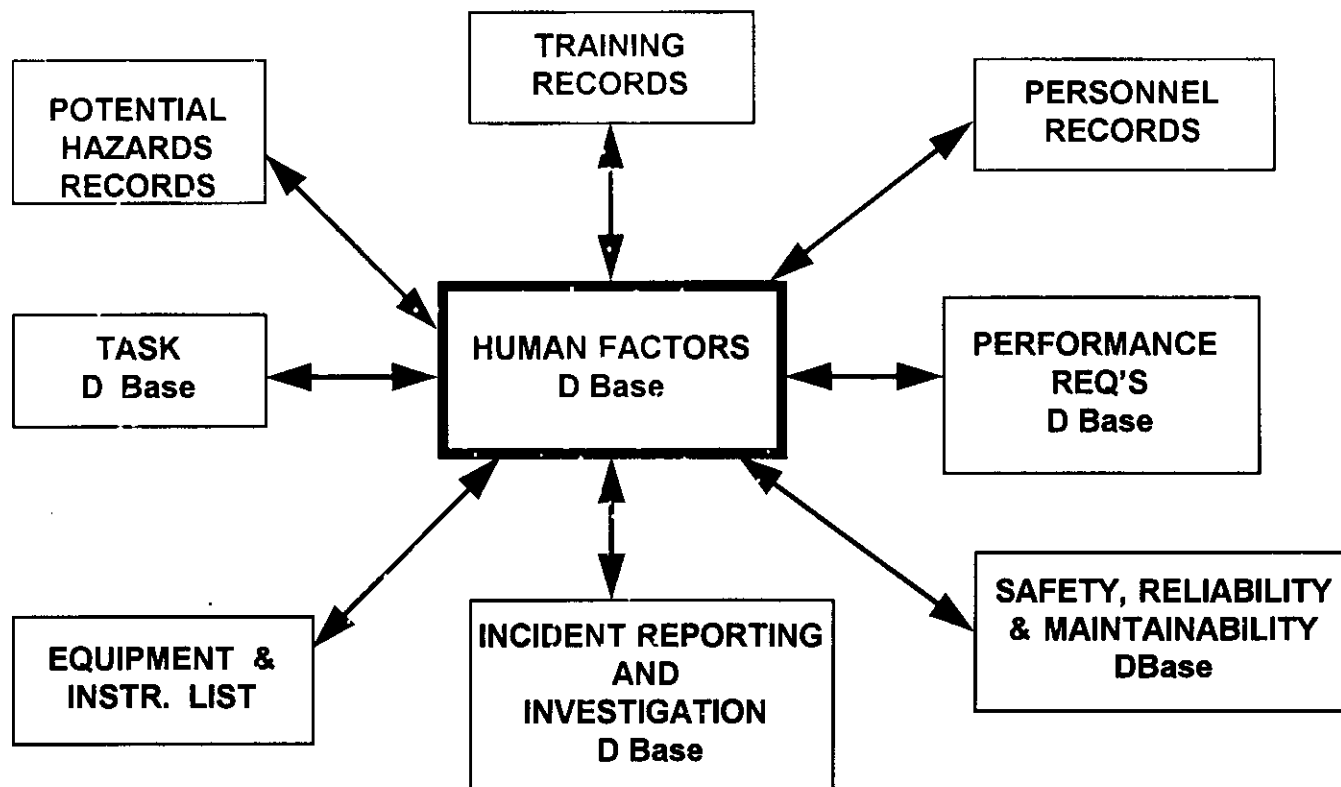 TRAINING
RECORDS
POTENTIAL
HAZARDS
RECORDS
PERSONNEL
RECORDS
TASK
D Base
HUMAN FACTORS
D Base
PERFORMANCE
REQ'S
D Base
EQUIPMENT &
INSTR. LIST
INCIDENT REPORTING
AND
INVESTIGATION
D Base
SAFETY, RELIABILITY
& MAINTAINABILITY
DBase